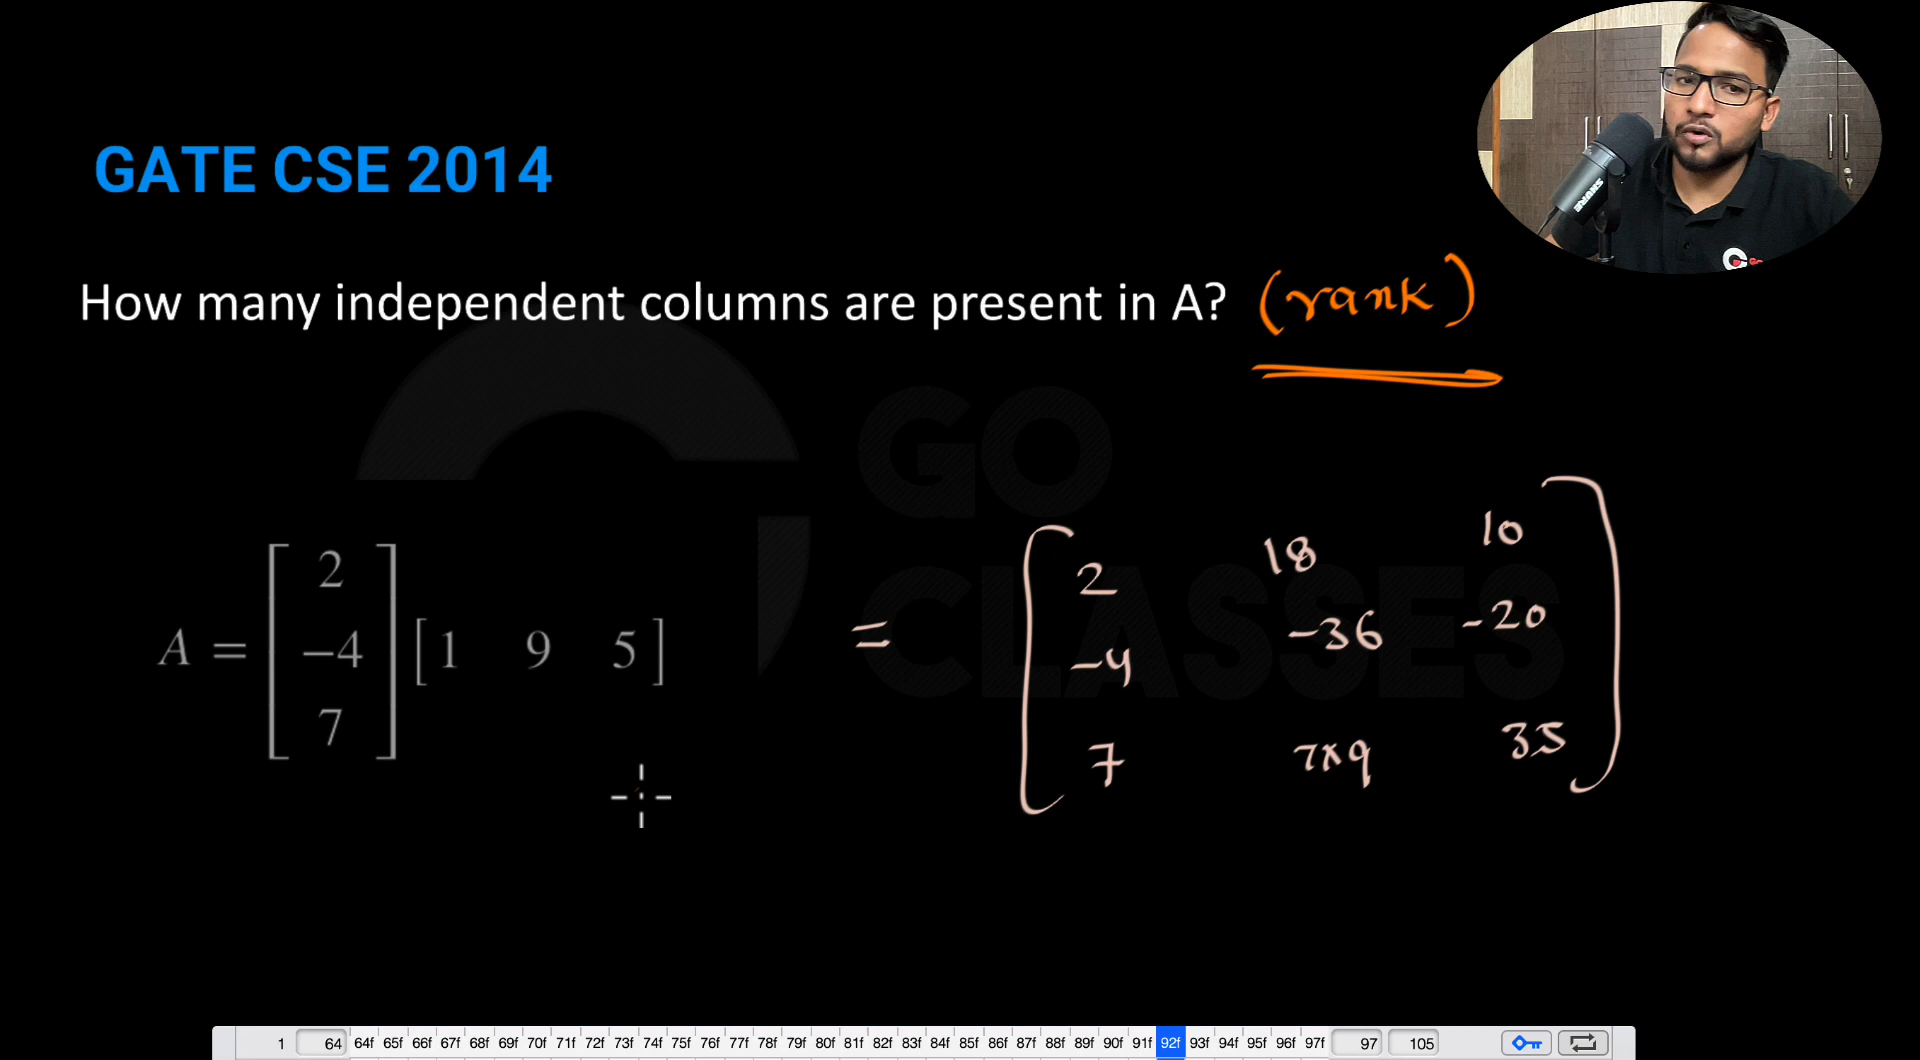 GATE CSE 2014
How many independent columns are present in A? (rank)
GO
CLASSES
A = [ 2 −4 7 ] [ 1 9 5 ] = [ 2 18 10
-4 -36 -20
7 7x9 35 ]
SHURE
1 64 64f 65f 66f 67f 68f 69f 70f 71f 72f 73f 74f 75f 76f 77f 78f 79f 80f 81f 82f 83f 84f 85f 86f 87f 88f 89f 90f 91f 92f 93f 94f 95f 96f 97f 97 105